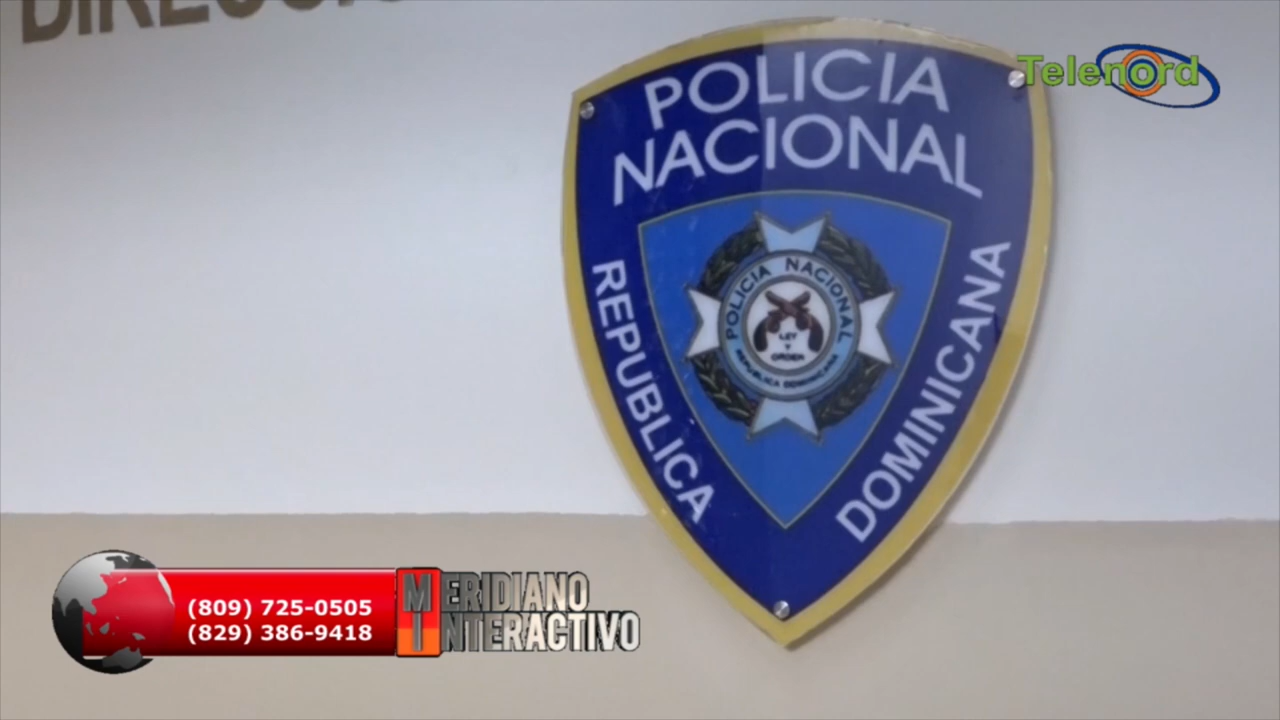 Telenord
POLICIA
NACIONAL
REPUBLICA
DOMINICANA
POLICIA NACIONAL
LEY
Y
ORDEN
REPUBLICA DOMINICANA
(809) 725-0505
(829) 386-9418
MERIDIANO
INTERACTIVO